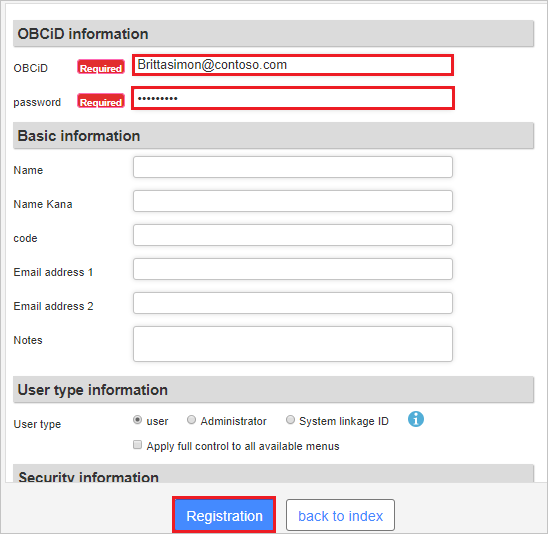 OBCiD information
OBCiD Required Brittasimon@contoso.com
password Required •••••••••
Basic information
Name
Name Kana
code
Email address 1
Email address 2
Notes
User type information
User type user Administrator System linkage ID i
Apply full control to all available menus
Security information
Registration back to index